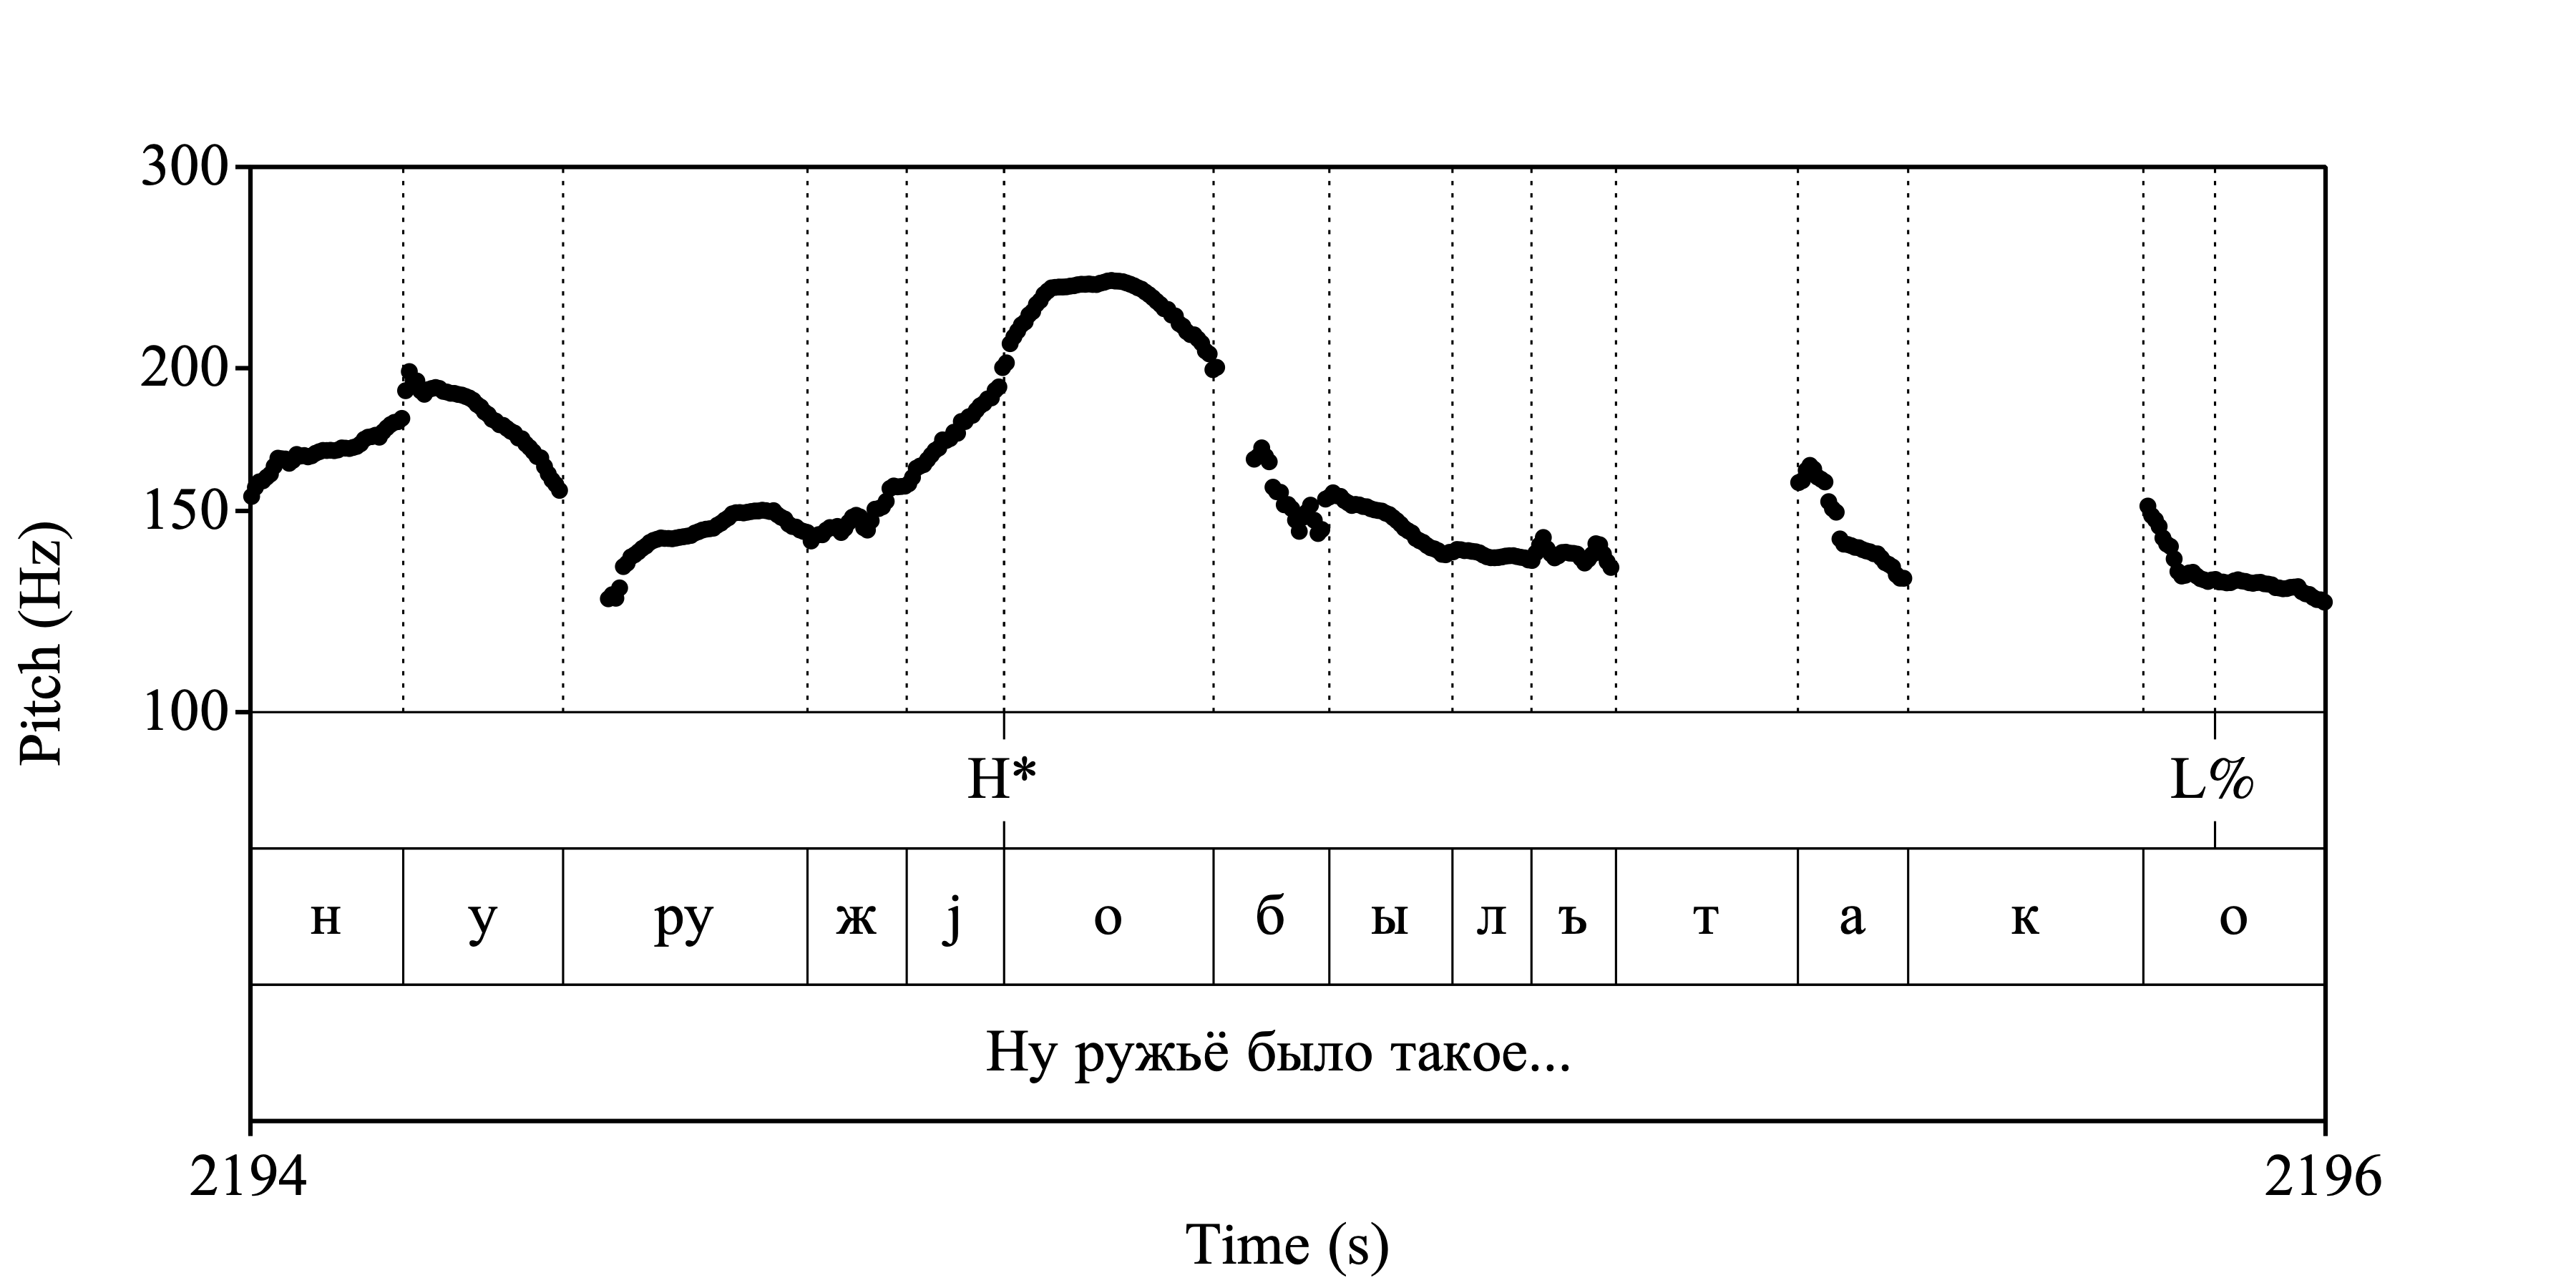 300
200
150
100
Pitch (Hz)
H* L%
н у ру ж j о б ы л ъ т а к о
Ну ружьё было такое...
2194 2196
Time (s)